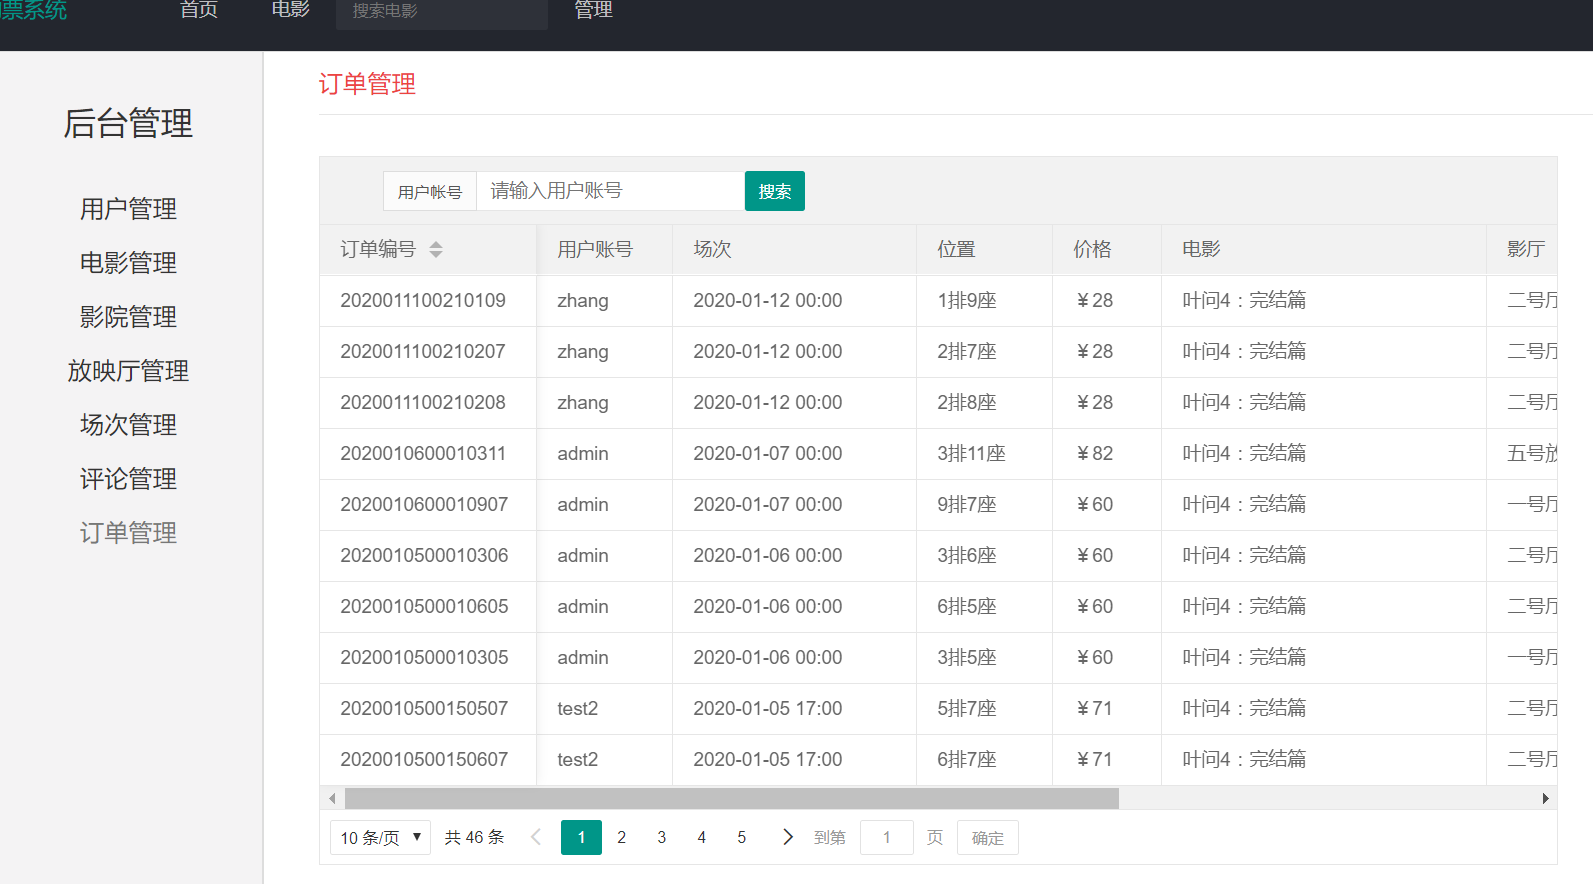 票系统 首页 电影 搜索电影 管理
后台管理
用户管理
电影管理
影院管理
放映厅管理
场次管理
评论管理
订单管理
订单管理
用户帐号 请输入用户账号 搜索
订单编号 用户账号 场次 位置 价格 电影 影厅
2020011100210109 zhang 2020-01-12 00:00 1排9座 ¥28 叶问4：完结篇 二号厅
2020011100210207 zhang 2020-01-12 00:00 2排7座 ¥28 叶问4：完结篇 二号厅
2020011100210208 zhang 2020-01-12 00:00 2排8座 ¥28 叶问4：完结篇 二号厅
2020010600010311 admin 2020-01-07 00:00 3排11座 ¥82 叶问4：完结篇 五号放
2020010600010907 admin 2020-01-07 00:00 9排7座 ¥60 叶问4：完结篇 一号厅
2020010500010306 admin 2020-01-06 00:00 3排6座 ¥60 叶问4：完结篇 二号厅
2020010500010605 admin 2020-01-06 00:00 6排5座 ¥60 叶问4：完结篇 二号厅
2020010500010305 admin 2020-01-06 00:00 3排5座 ¥60 叶问4：完结篇 一号厅
2020010500150507 test2 2020-01-05 17:00 5排7座 ¥71 叶问4：完结篇 二号厅
2020010500150607 test2 2020-01-05 17:00 6排7座 ¥71 叶问4：完结篇 二号厅
10 条/页 共 46 条 1 2 3 4 5 到第 1 页 确定